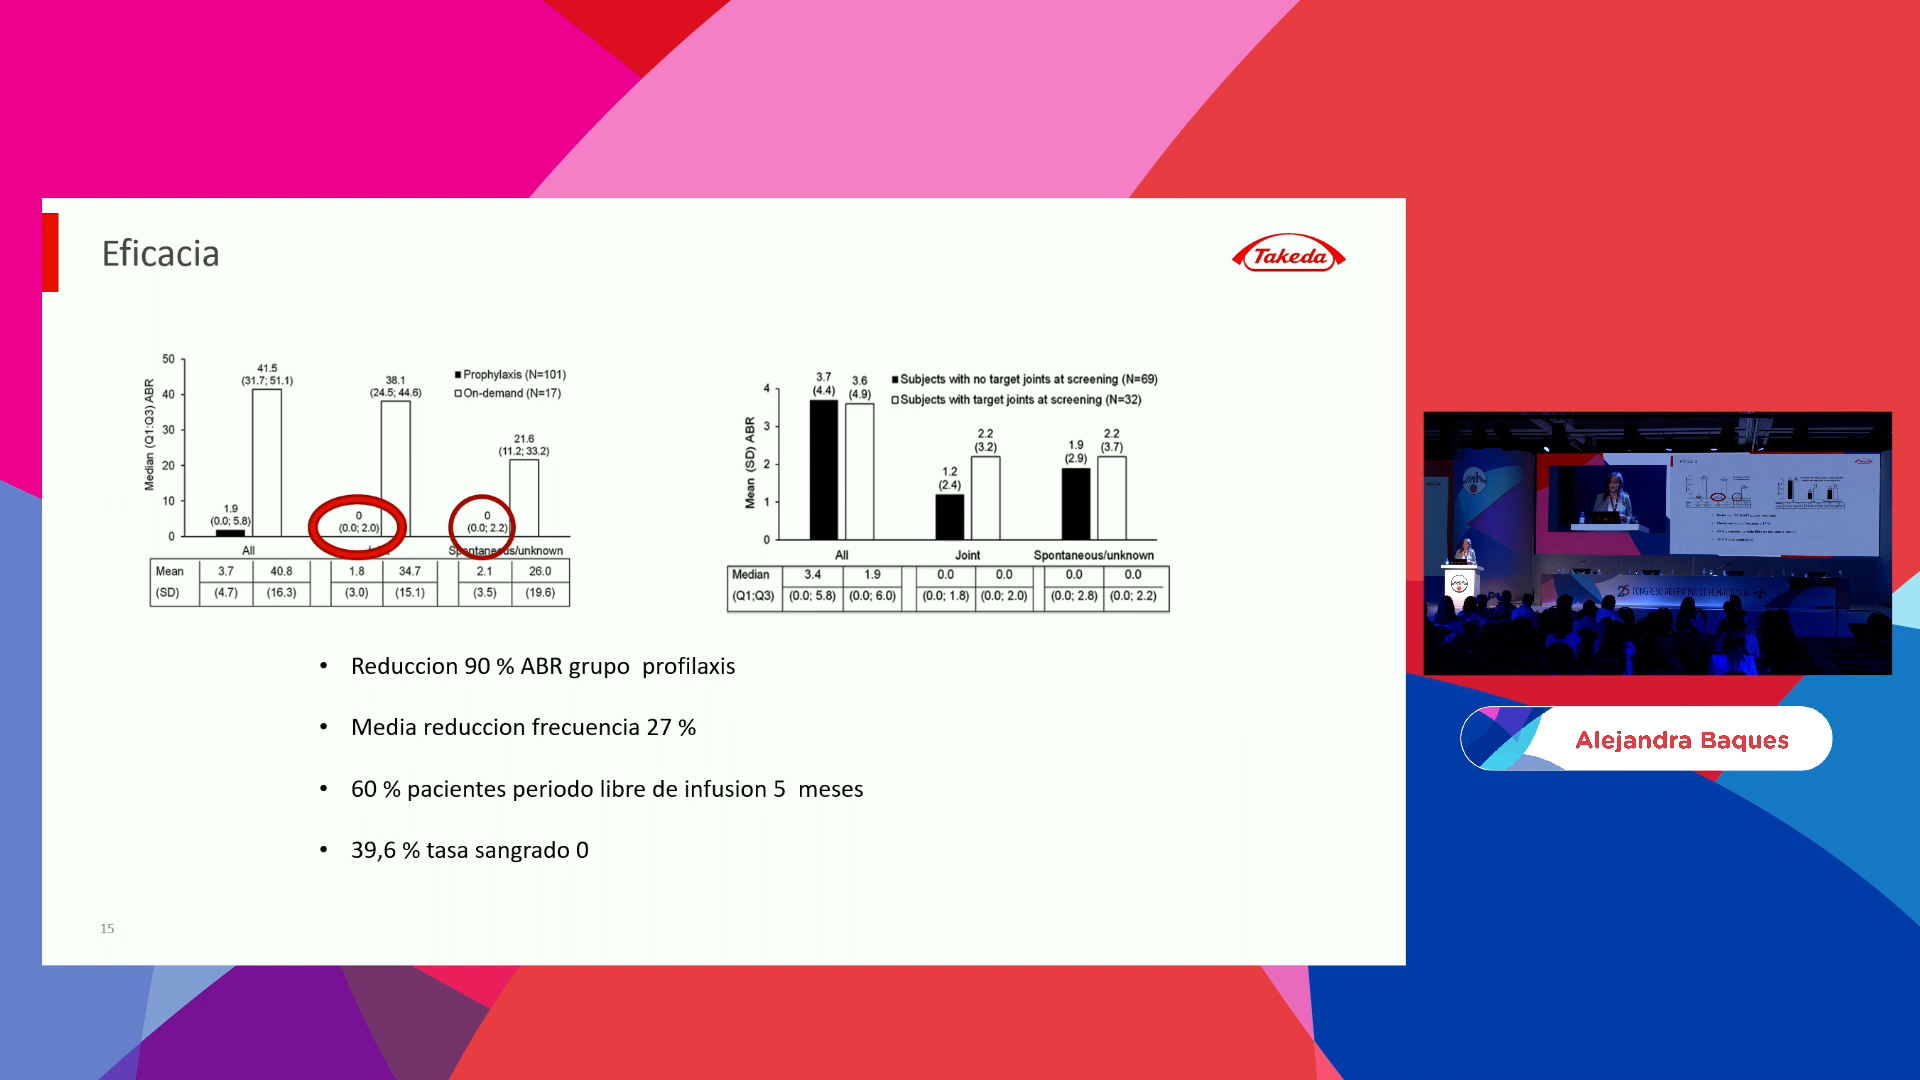 Eficacia
Takeda
50
40
30
20
10
0
Median (Q1;Q3) ABR
41.5
(31.7; 51.1)
38.1
(24.5; 44.6)
21.6
(11.2; 33.2)
1.9
(0.0; 5.8)
0
(0.0; 2.0)
0
(0.0; 2.2)
Prophylaxis (N=101)
On-demand (N=17)
All
Spontaneous/unknown
Mean 3.7 40.8 1.8 34.7 2.1 26.0
(SD) (4.7) (16.3) (3.0) (15.1) (3.5) (19.6)
4
3
2
1
0
Mean (SD) ABR
3.7
(4.4)
3.6
(4.9)
1.2
(2.4)
2.2
(3.2)
1.9
(2.9)
2.2
(3.7)
Subjects with no target joints at screening (N=69)
Subjects with target joints at screening (N=32)
All Joint Spontaneous/unknown
Median 3.4 1.9 0.0 0.0 0.0 0.0
(Q1;Q3) (0.0; 5.8) (0.0; 6.0) (0.0; 1.8) (0.0; 2.0) (0.0; 2.8) (0.0; 2.2)
• Reduccion 90 % ABR grupo profilaxis
• Media reduccion frecuencia 27 %
• 60 % pacientes periodo libre de infusion 5 meses
• 39,6 % tasa sangrado 0
15
25 CONGRESO ARGENTINO DE HEMATOLOGÍA
Alejandra Baques